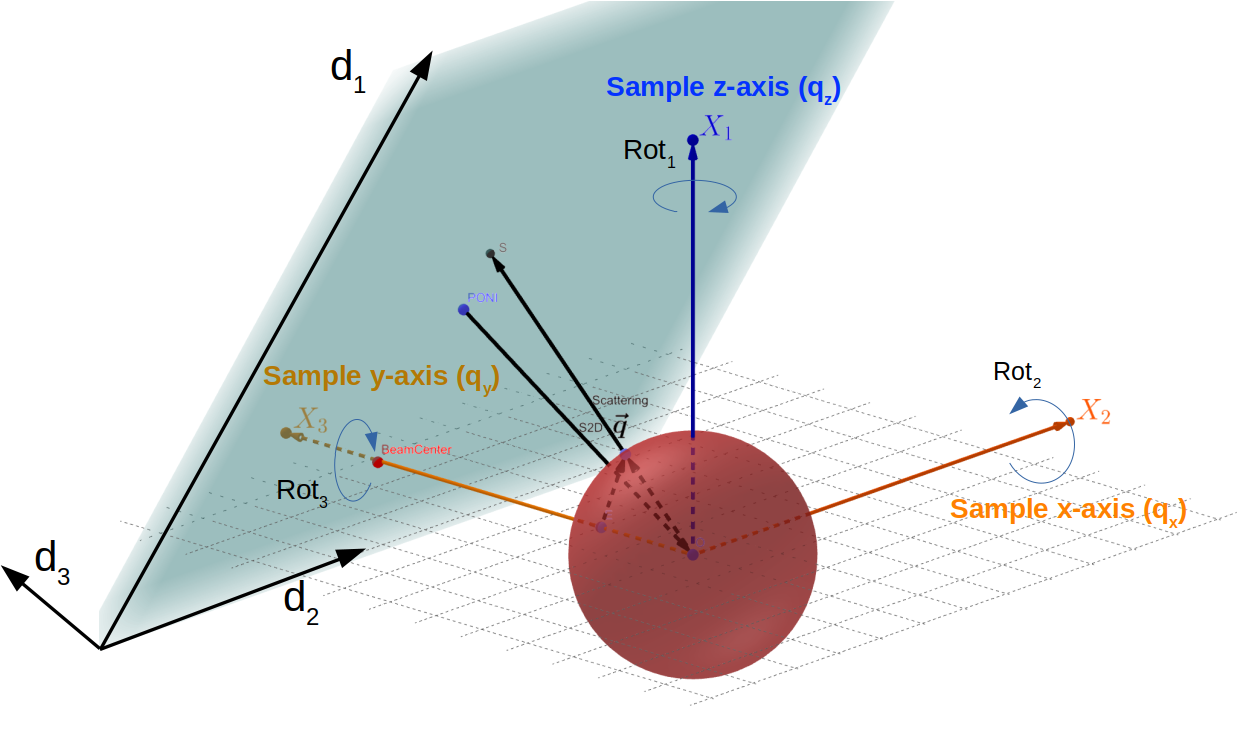 d1
Sample z-axis (qz)
X1
Rot1
S
PONI
Sample y-axis (qy)
Scattering
S2D
q⃗
X3
BeamCenter
Rot3
Rot2
X2
Sample x-axis (qx)
d3
d2